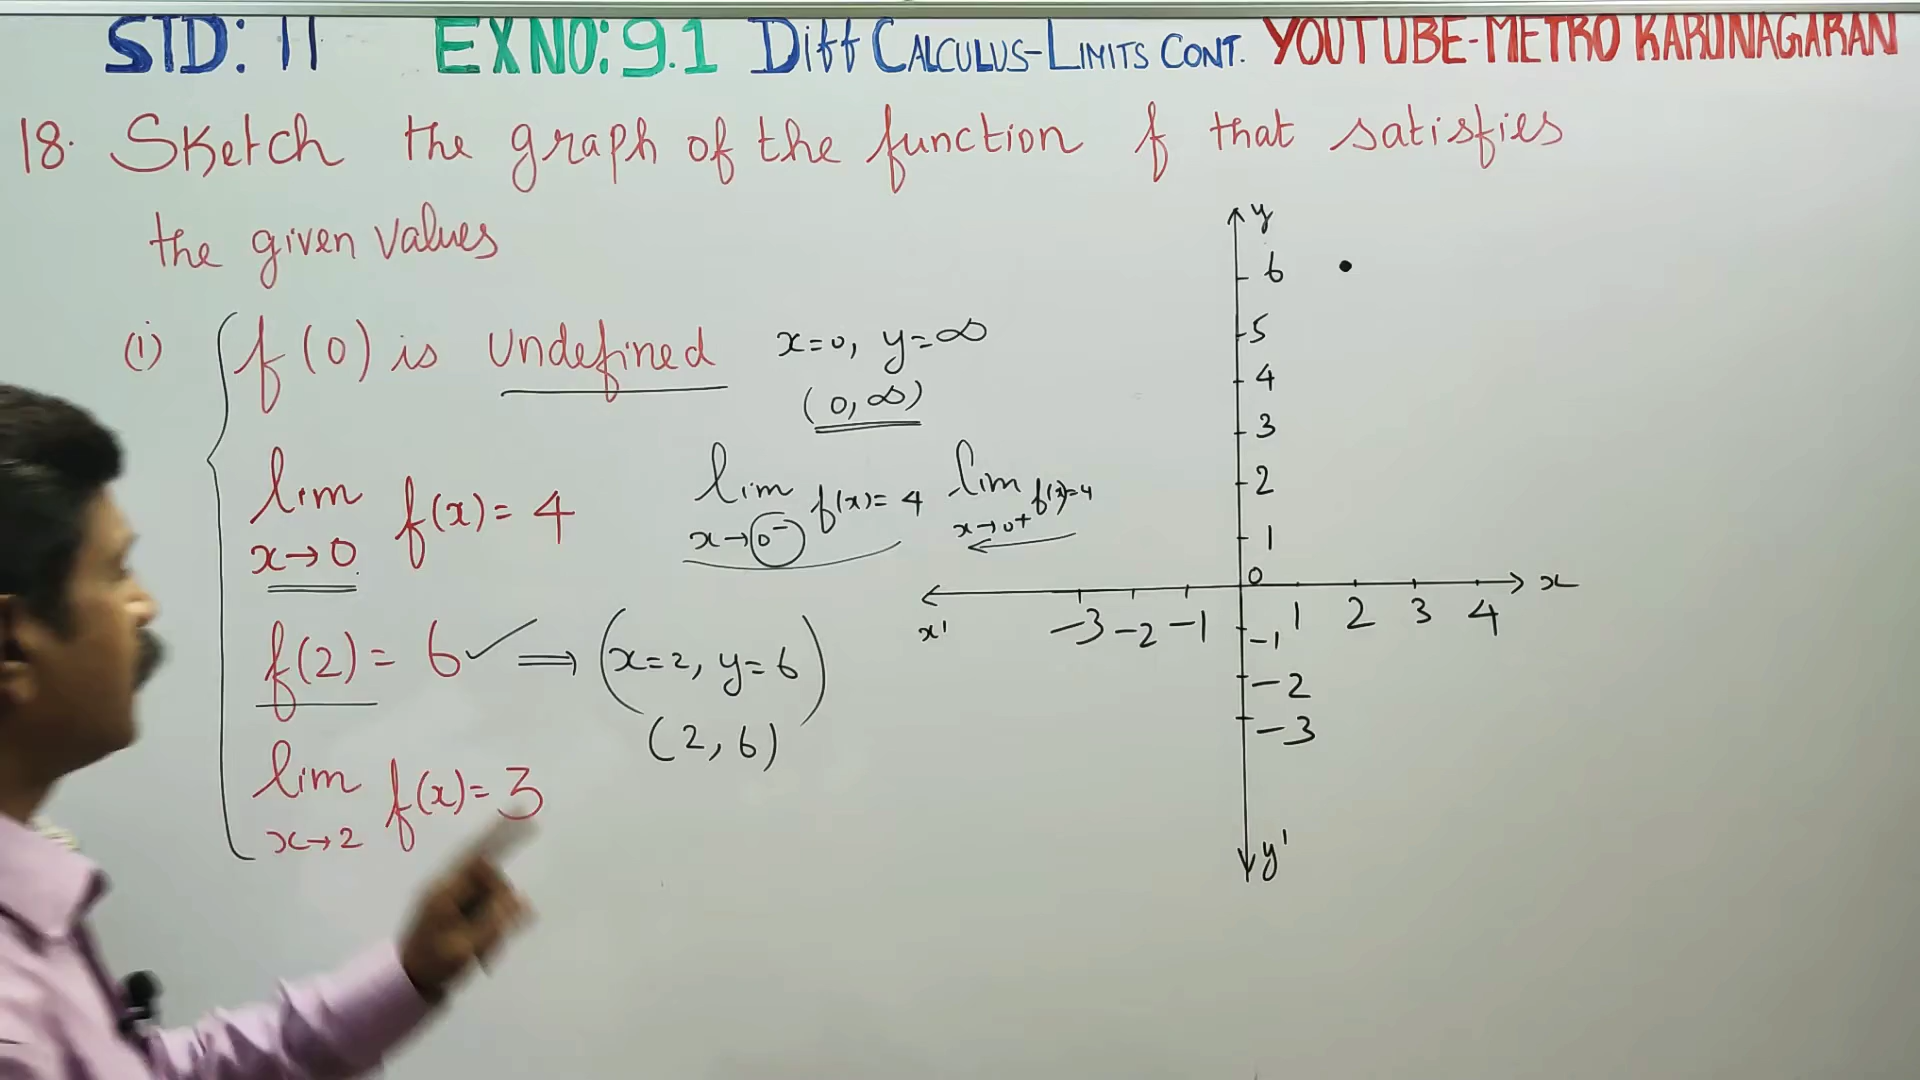 STD: 11 EXNO: 9.1 Diff CALCULUS-LIMITS CONT. YOUTUBE-METRO KARUNAGARAN
18. Sketch the graph of the function f that satisfies
the given values
(i) f(0) is undefined x=0, y=∞
(0, ∞)
lim x→0 f(x)= 4 lim x→0⁻ f(x)= 4 lim x→0+ f(x)=4
f(2)= 6 ✓ ⟹ (x=2, y=6)
(2, 6)
lim x→2 f(x)= 3
y
6
5
4
3
2
1
0
x
x'
-3 -2 -1 1 2 3 4
-1
-2
-3
y'